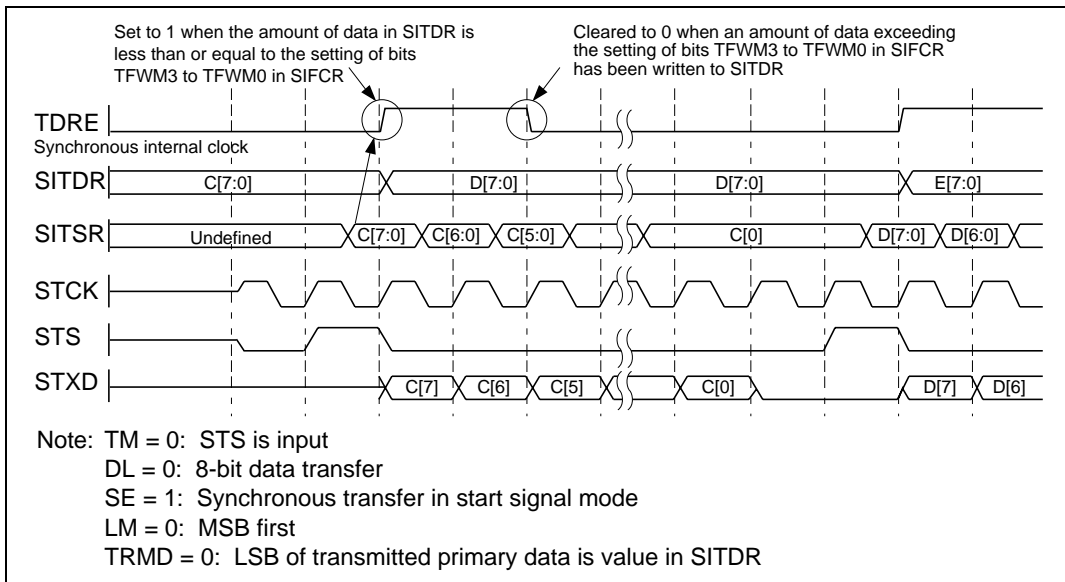 Set to 1 when the amount of data in SITDR is
less than or equal to the setting of bits
TFWM3 to TFWM0 in SIFCR
Cleared to 0 when an amount of data exceeding
the setting of bits TFWM3 to TFWM0 in SIFCR
has been written to SITDR
TDRE
Synchronous internal clock
SITDR C[7:0] D[7:0] D[7:0] E[7:0]
SITSR Undefined C[7:0] C[6:0] C[5:0] C[0] D[7:0] D[6:0]
STCK
STS
STXD C[7] C[6] C[5] C[0] D[7] D[6]
Note: TM = 0: STS is input
DL = 0: 8-bit data transfer
SE = 1: Synchronous transfer in start signal mode
LM = 0: MSB first
TRMD = 0: LSB of transmitted primary data is value in SITDR